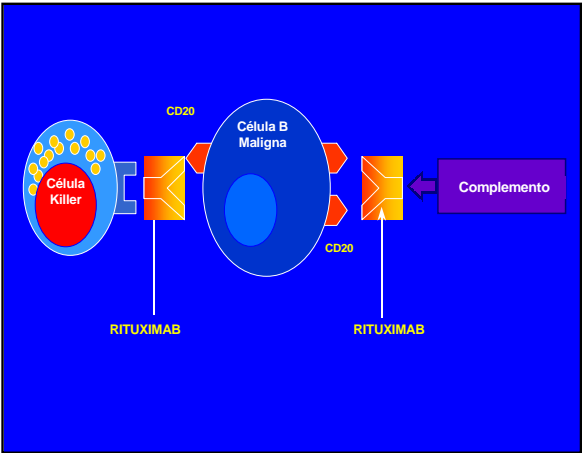 CD20
Célula B
Maligna
Célula
Killer
Complemento
CD20
RITUXIMAB
RITUXIMAB